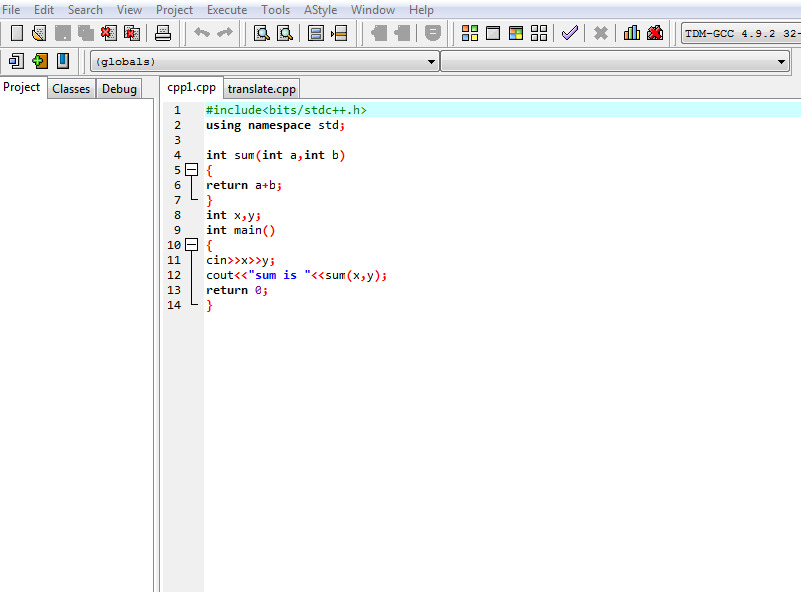 File Edit Search View Project Execute Tools AStyle Window Help
TDM-GCC 4.9.2 32-
(globals)
Project Classes Debug cpp1.cpp translate.cpp
1 #include<bits/stdc++.h>
2 using namespace std;
3
4 int sum(int a,int b)
5 {
6 return a+b;
7 }
8 int x,y;
9 int main()
10 {
11 cin>>x>>y;
12 cout<<"sum is "<<sum(x,y);
13 return 0;
14 }